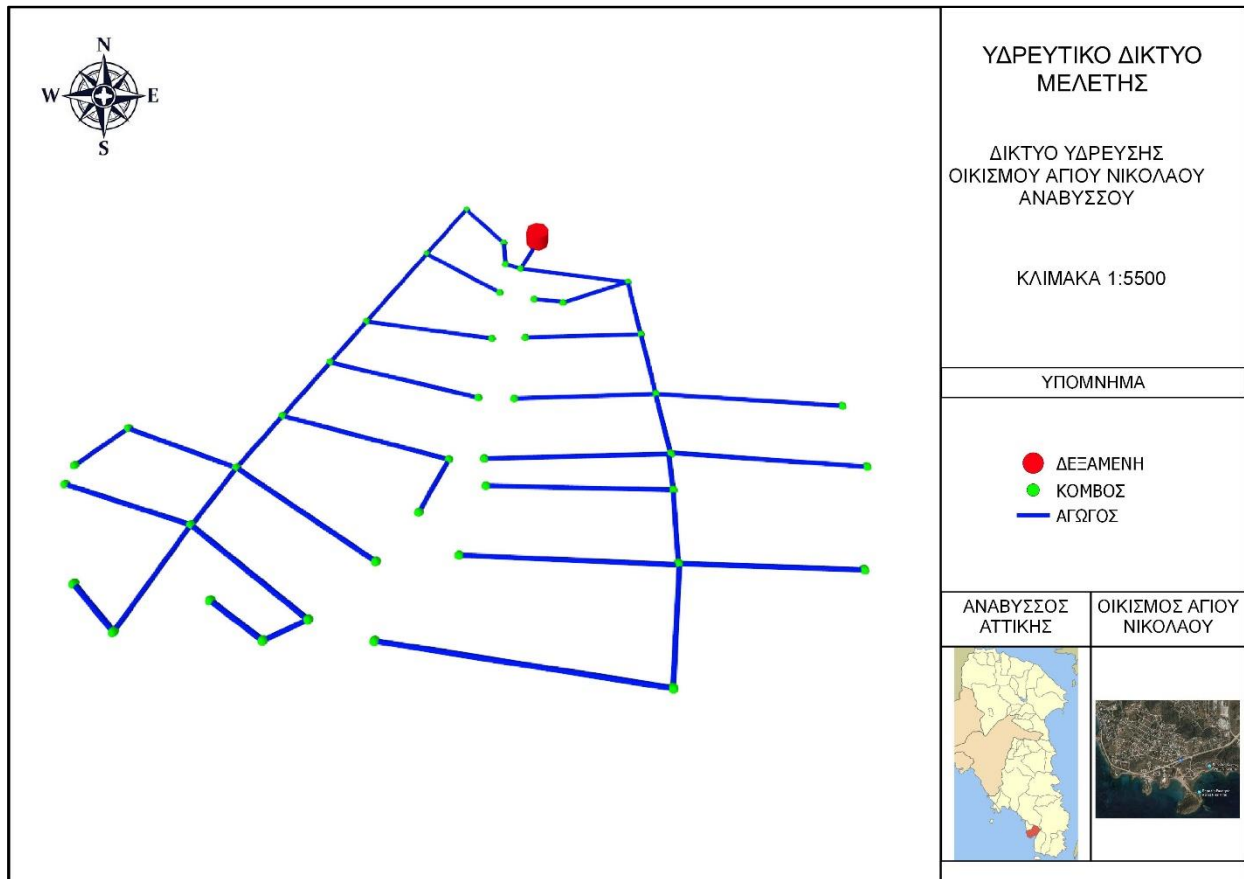 N
W E
S
ΥΔΡΕΥΤΙΚΟ ΔΙΚΤΥΟ
ΜΕΛΕΤΗΣ
ΔΙΚΤΥΟ ΥΔΡΕΥΣΗΣ
ΟΙΚΙΣΜΟΥ ΑΓΙΟΥ ΝΙΚΟΛΑΟΥ
ΑΝΑΒΥΣΣΟΥ
ΚΛΙΜΑΚΑ 1:5500
ΥΠΟΜΝΗΜΑ
ΔΕΞΑΜΕΝΗ
ΚΟΜΒΟΣ
ΑΓΩΓΟΣ
ΑΝΑΒΥΣΣΟΣ
ΑΤΤΙΚΗΣ
ΟΙΚΙΣΜΟΣ ΑΓΙΟΥ
ΝΙΚΟΛΑΟΥ